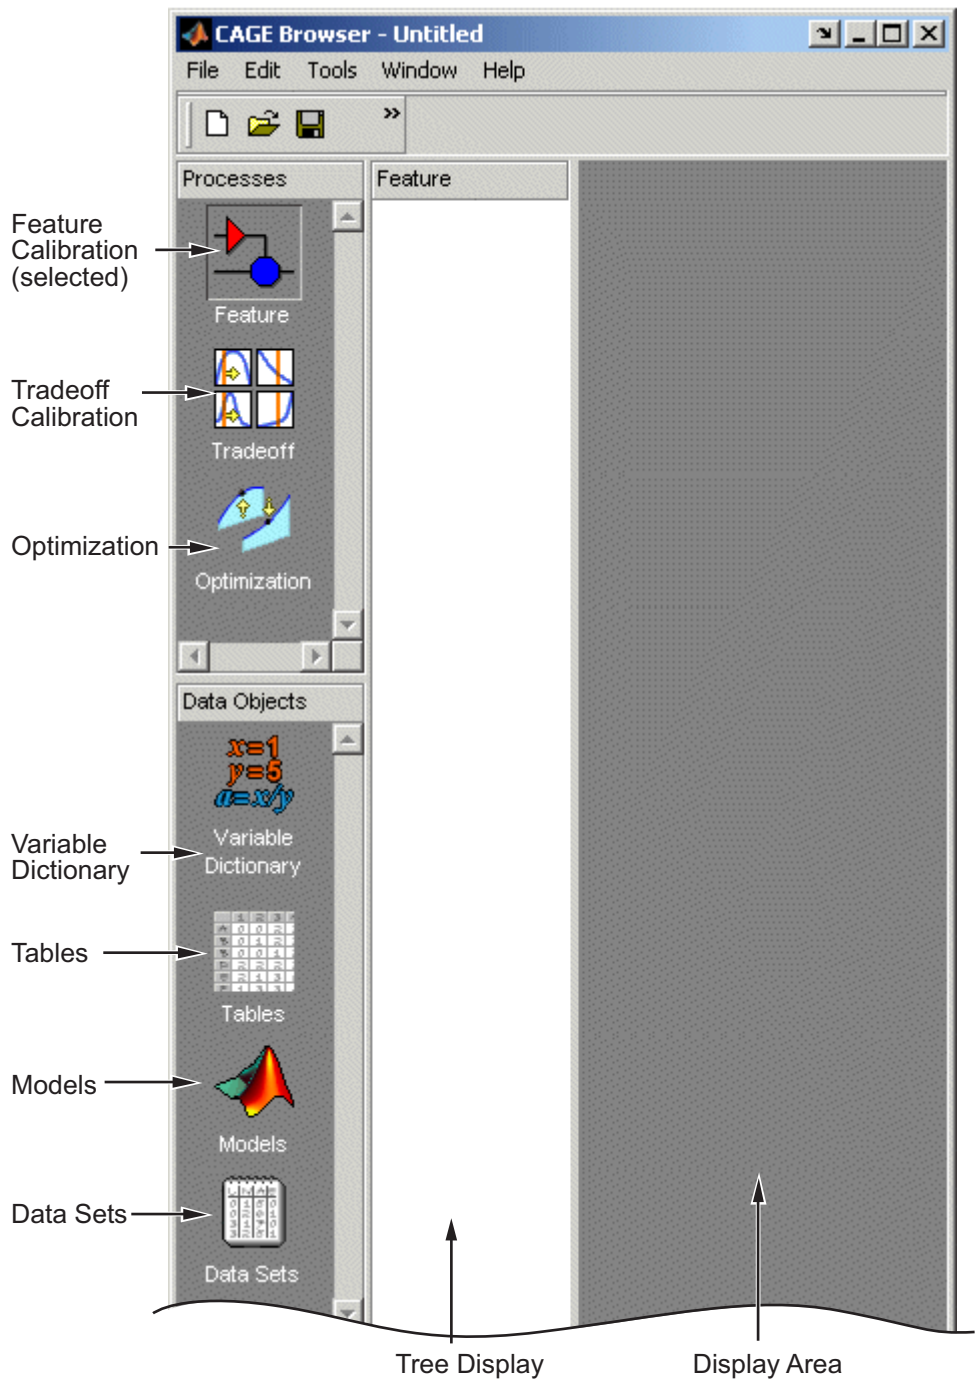 CAGE Browser - Untitled
File Edit Tools Window Help
Processes
Feature
Feature
Calibration
(selected)
Feature
Tradeoff
Calibration
Tradeoff
Optimization
Optimization
Data Objects
x=1
y=5
a=x/y
Variable
Dictionary
Variable
Dictionary
Tables
Tables
Models
Models
Data Sets
Data Sets
Tree Display
Display Area